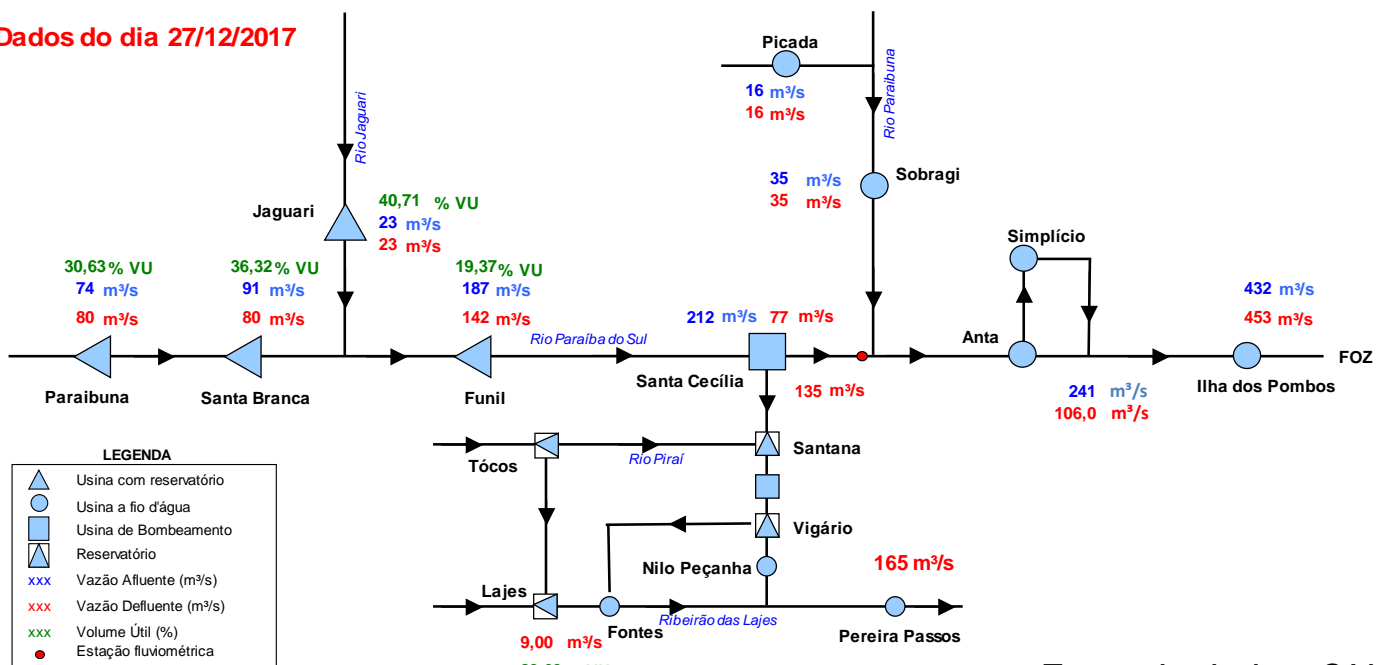 Dados do dia 27/12/2017
Picada
16 m³/s
16 m³/s
Rio Paraibuna
Rio Jaguari
35 m³/s
35 m³/s
Sobragi
Jaguari
40,71 % VU
23 m³/s
23 m³/s
Simplício
30,63 % VU
74 m³/s
80 m³/s
36,32 % VU
91 m³/s
80 m³/s
19,37 % VU
187 m³/s
142 m³/s
432 m³/s
453 m³/s
Rio Paraíba do Sul
212 m³/s 77 m³/s
Anta
FOZ
Paraibuna
Santa Branca
Funil
Santa Cecília
135 m³/s
241 m³/s
106,0 m³/s
Ilha dos Pombos
Tócos
Rio Piraí
Santana
Vigário
Nilo Peçanha
165 m³/s
Lajes
Fontes
Ribeirão das Lajes
Pereira Passos
9,00 m³/s
LEGENDA
Usina com reservatório
Usina a fio d'água
Usina de Bombeamento
Reservatório
xxx Vazão Afluente (m³/s)
xxx Vazão Defluente (m³/s)
xxx Volume Útil (%)
Estação fluviométrica